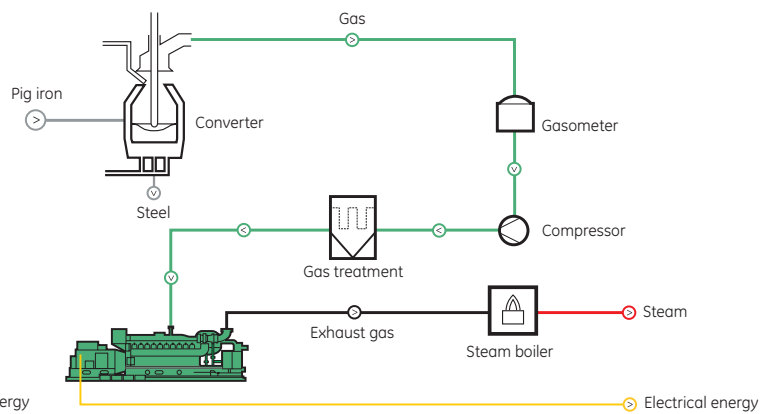 Gas
Pig iron
Converter
Gasometer
Steel
Compressor
Gas treatment
Steam
Exhaust gas
Steam boiler
ergy
Electrical energy